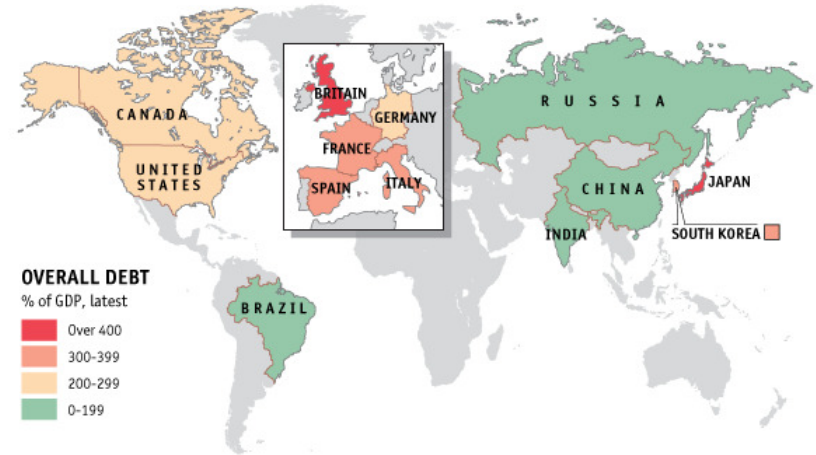 CANADA
UNITED
STATES
BRITAIN
GERMANY
FRANCE
SPAIN
ITALY
RUSSIA
CHINA
JAPAN
INDIA
SOUTH KOREA
BRAZIL
OVERALL DEBT
% of GDP, latest
Over 400
300-399
200-299
0-199